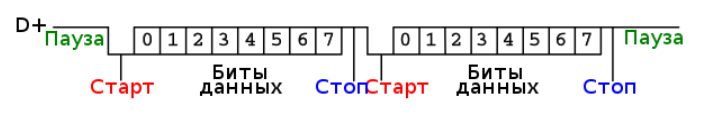 D+
Пауза 0 1 2 3 4 5 6 7 0 1 2 3 4 5 6 7 Пауза
Старт Биты данных Стоп Старт Биты данных Стоп